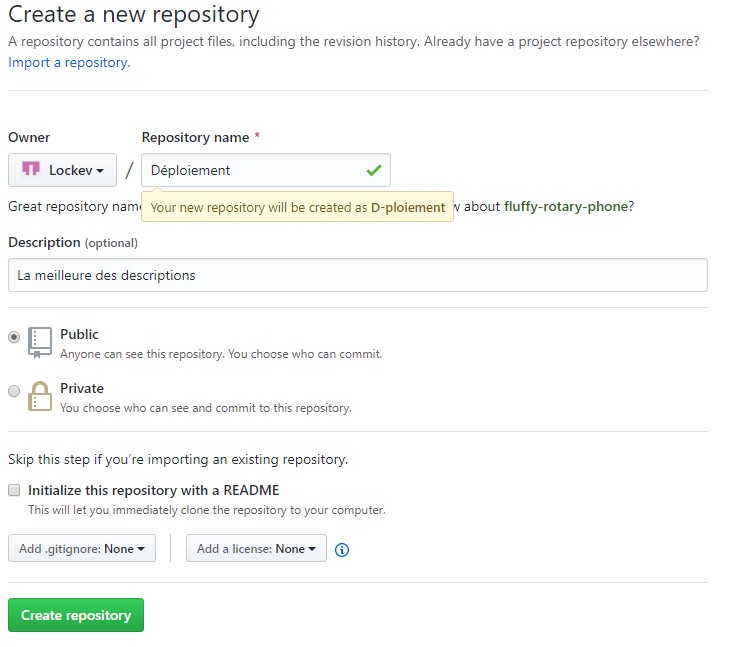 Create a new repository
A repository contains all project files, including the revision history. Already have a project repository elsewhere?
Import a repository.
Owner
Repository name *
Lockev
/
Déploiement
Great repository
Your new repository will be created as D-ploiement
about fluffy-rotary-phone?
Description (optional)
La meilleure des descriptions
Public
Anyone can see this repository. You choose who can commit.
Private
You choose who can see and commit to this repository.
Skip this step if you’re importing an existing repository.
Initialize this repository with a README
This will let you immediately clone the repository to your computer.
Add .gitignore: None
Add a license: None
Create repository